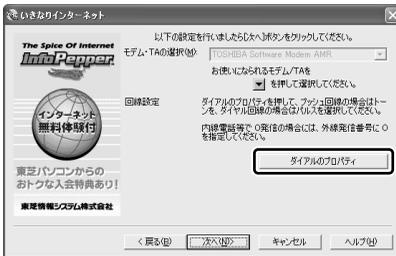 いきなりインターネット
The Spice Of Internet
InfoPepper
インターネット
無料体験付
東芝パソコンからの
おトクな入会特典あり!
東芝情報システム株式会社
以下の設定を行いましたら[次へ]ボタンをクリックしてください。
モデム・TAの選択(M):
TOSHIBA Software Modem AMR
お使いになられるモデム/TAを
を押して選択してください。
回線設定
ダイアルのプロパティを押して、プッシュ回線の場合はトー
ンを、ダイヤル回線の場合はパルスを選択してください。
内線電話等で 0発信の場合には、外線発信番号に 0
を指定してください。
ダイアルのプロパティ
< 戻る(B)
次へ(N)>
キャンセル
ヘルプ(H)